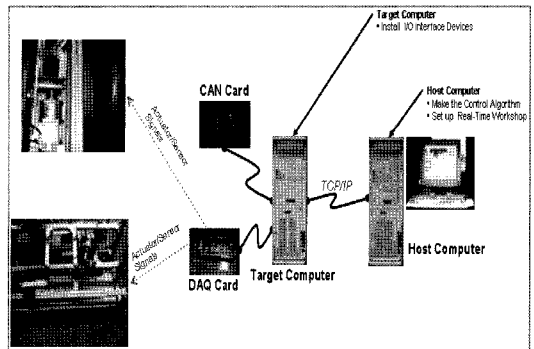 Target Computer
• Install I/O interface Devices
CAN Card
Host Computer
• Make the Control Algorithm
• Set up Real-Time Workshop
Actuator/Sensor
Signals
TCP/IP
Actuator/Sensor
Signals
DAQ Card
Target Computer
Host Computer